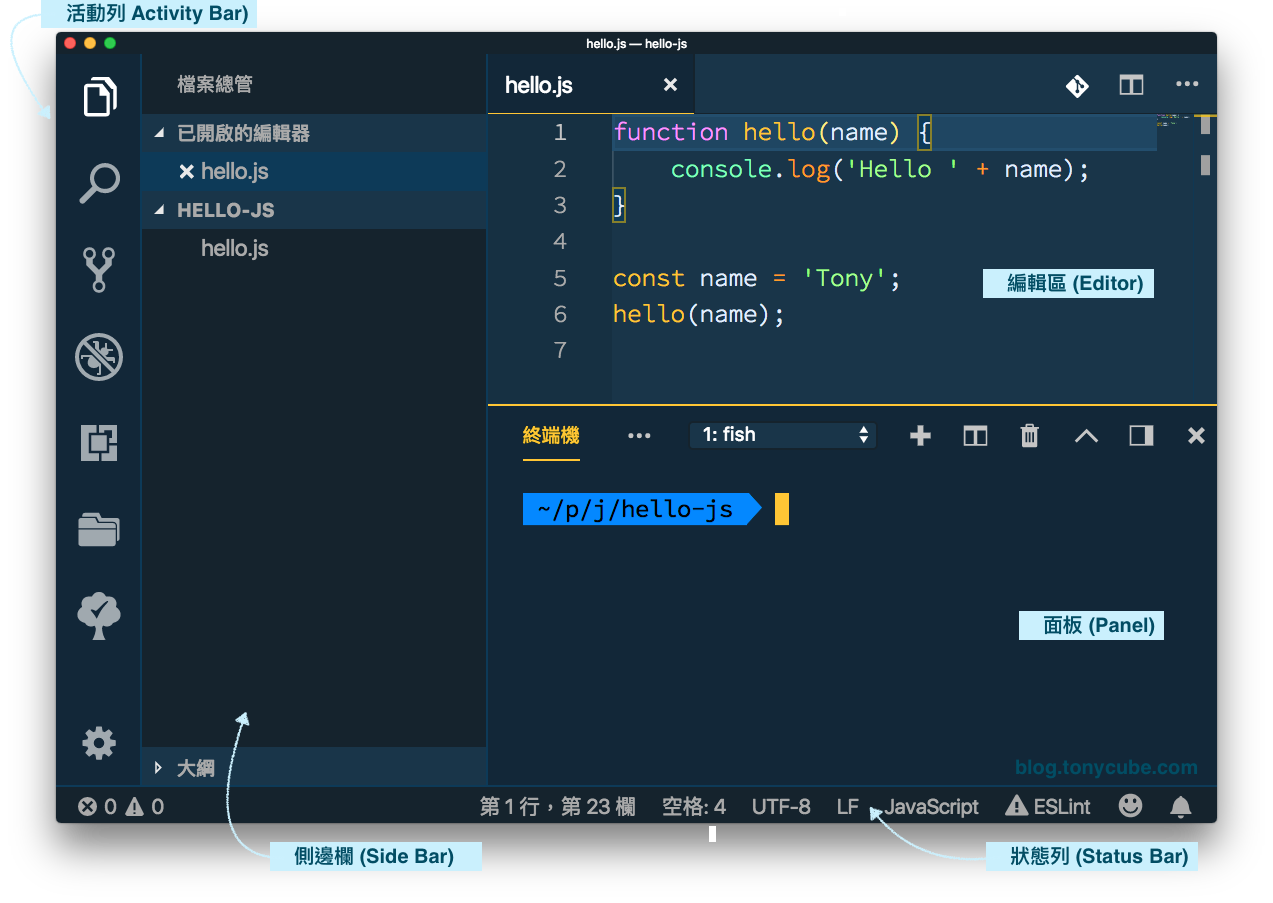 活動列 Activity Bar)
hello.js — hello-js
檔案總管
已開啟的編輯器
hello.js
HELLO-JS
hello.js
大綱
hello.js
1 function hello(name) {
2     console.log('Hello ' + name);
3 }
4
5 const name = 'Tony';
6 hello(name);
7
編輯區 (Editor)
終端機 ••• 1: fish
~/p/j/hello-js
面板 (Panel)
blog.tonycube.com
0 0 第 1 行，第 23 欄 空格: 4 UTF-8 LF JavaScript ESLint
側邊欄 (Side Bar)
狀態列 (Status Bar)